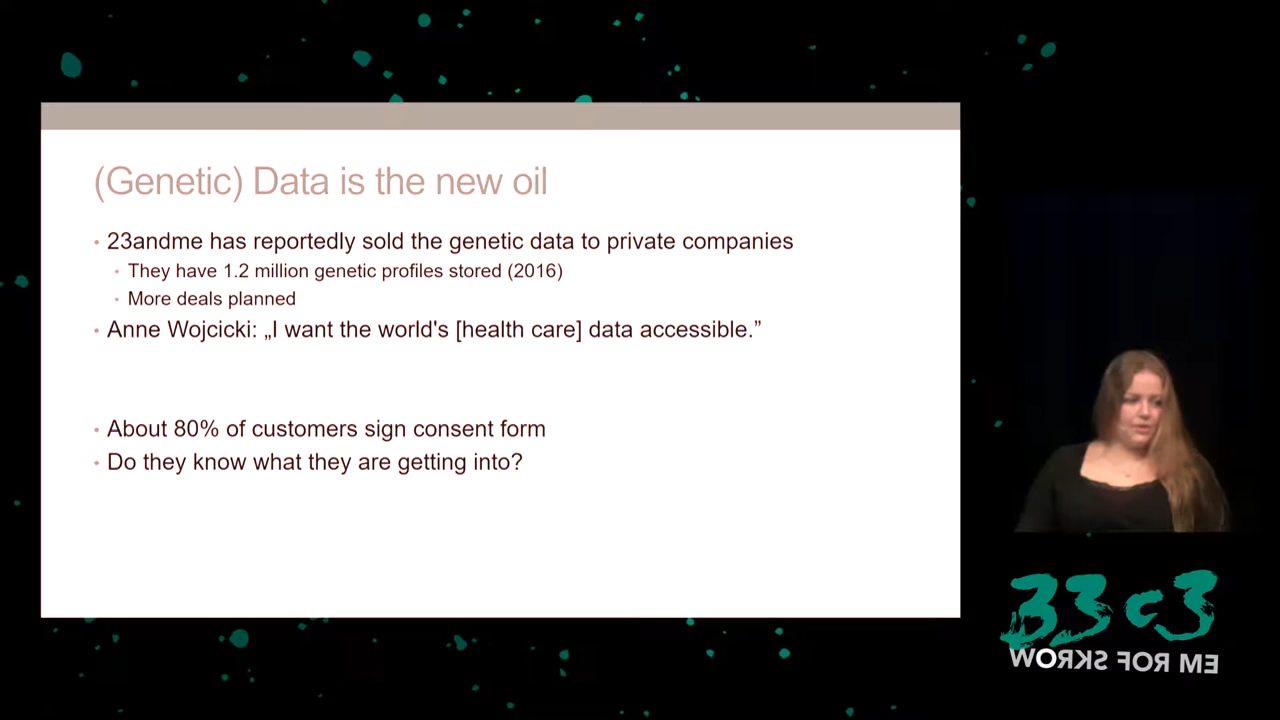 (Genetic) Data is the new oil
• 23andme has reportedly sold the genetic data to private companies
• They have 1.2 million genetic profiles stored (2016)
• More deals planned
• Anne Wojcicki: „I want the world's [health care] data accessible.”
• About 80% of customers sign consent form
• Do they know what they are getting into?
33c3
WORKS FOR ME